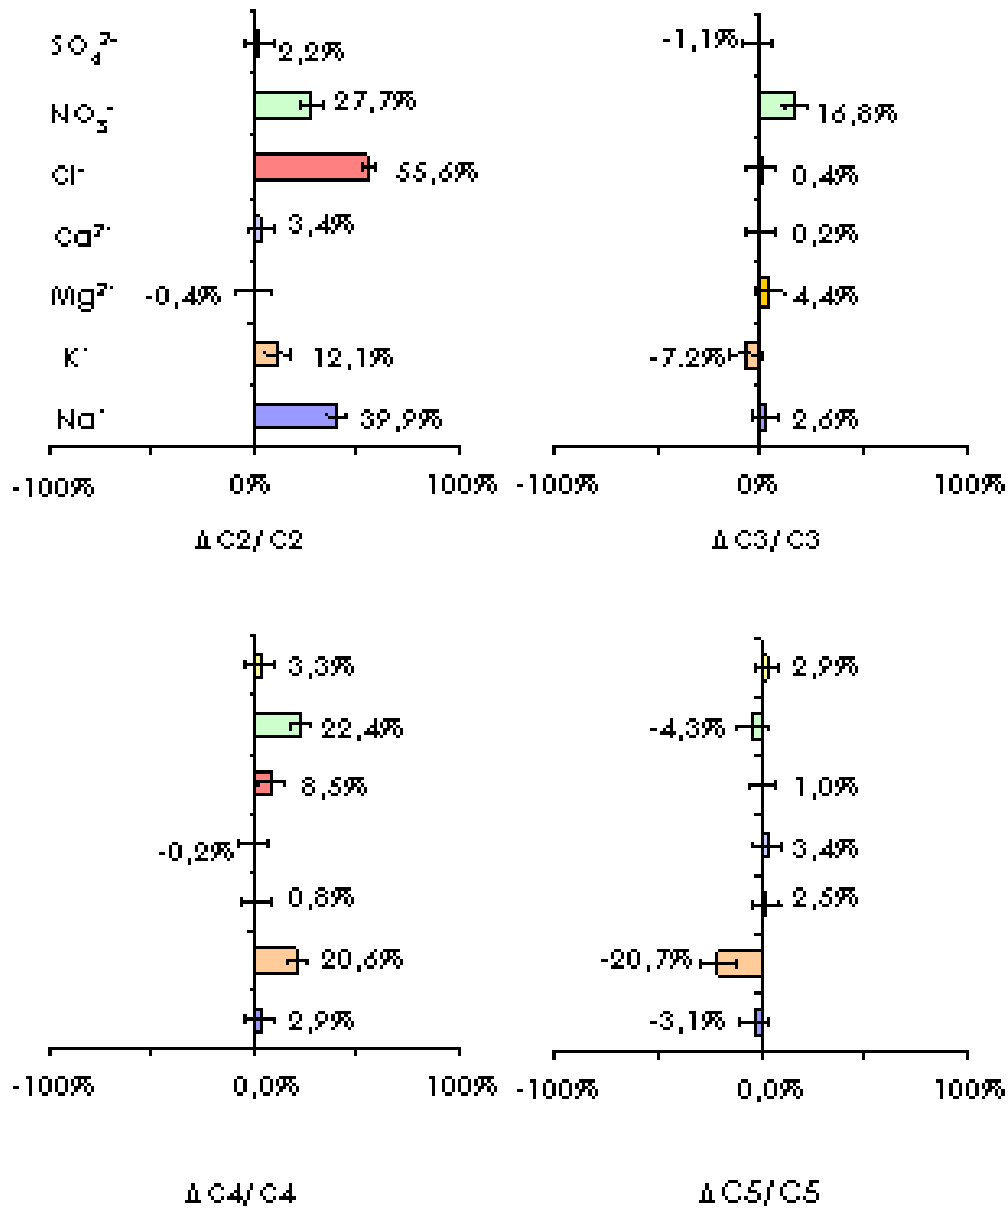 SO₄²⁻ 2,2% -1,1%
NO₃⁻ 27,7% 16,8%
Cl⁻ 55,6% 0,4%
Ca²⁺ 3,4% 0,2%
Mg²⁺ -0,4% 4,4%
K⁺ 12,1% -7.2%
Na⁺ 39,9% 2,6%
-100% 0% 100% -100% 0% 100%
Δ C2/ C2 Δ C3/ C3
3,3% 2,9%
22,4% -4,3%
8,5% 1,0%
-0,2% 3,4%
0,8% 2,5%
20,6% -20,7%
2,9% -3,1%
-100% 0,0% 100% -100% 0,0% 100%
Δ C4/ C4 Δ C5/ C5